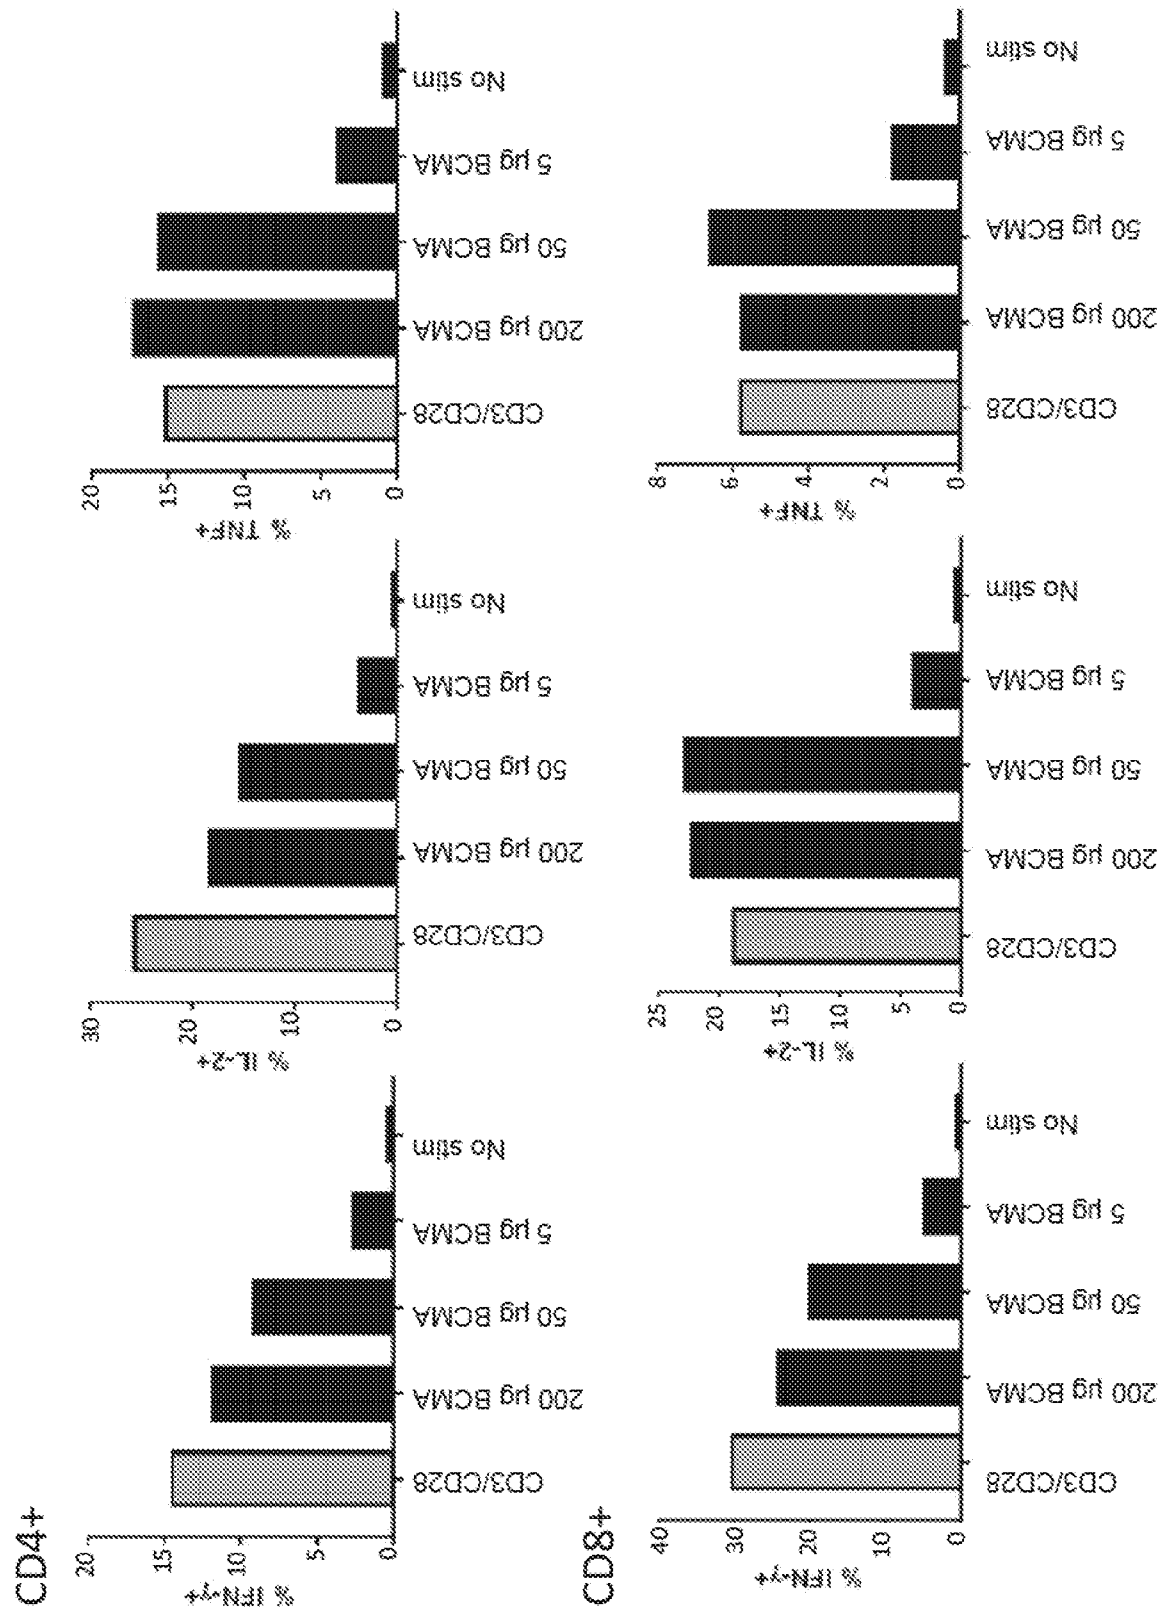 CD4+
% IFN-γ+
20
15
10
5
0
CD3/CD28
200 µg BCMA
50 µg BCMA
5 µg BCMA
No stim
% IL-2+
30
20
10
0
CD3/CD28
200 µg BCMA
50 µg BCMA
5 µg BCMA
No stim
% TNF+
20
15
10
5
0
CD3/CD28
200 µg BCMA
50 µg BCMA
5 µg BCMA
No stim
CD8+
% IFN-γ+
40
30
20
10
0
CD3/CD28
200 µg BCMA
50 µg BCMA
5 µg BCMA
No stim
% IL-2+
25
20
15
10
5
0
CD3/CD28
200 µg BCMA
50 µg BCMA
5 µg BCMA
No stim
% TNF+
8
6
4
2
0
CD3/CD28
200 µg BCMA
50 µg BCMA
5 µg BCMA
No stim